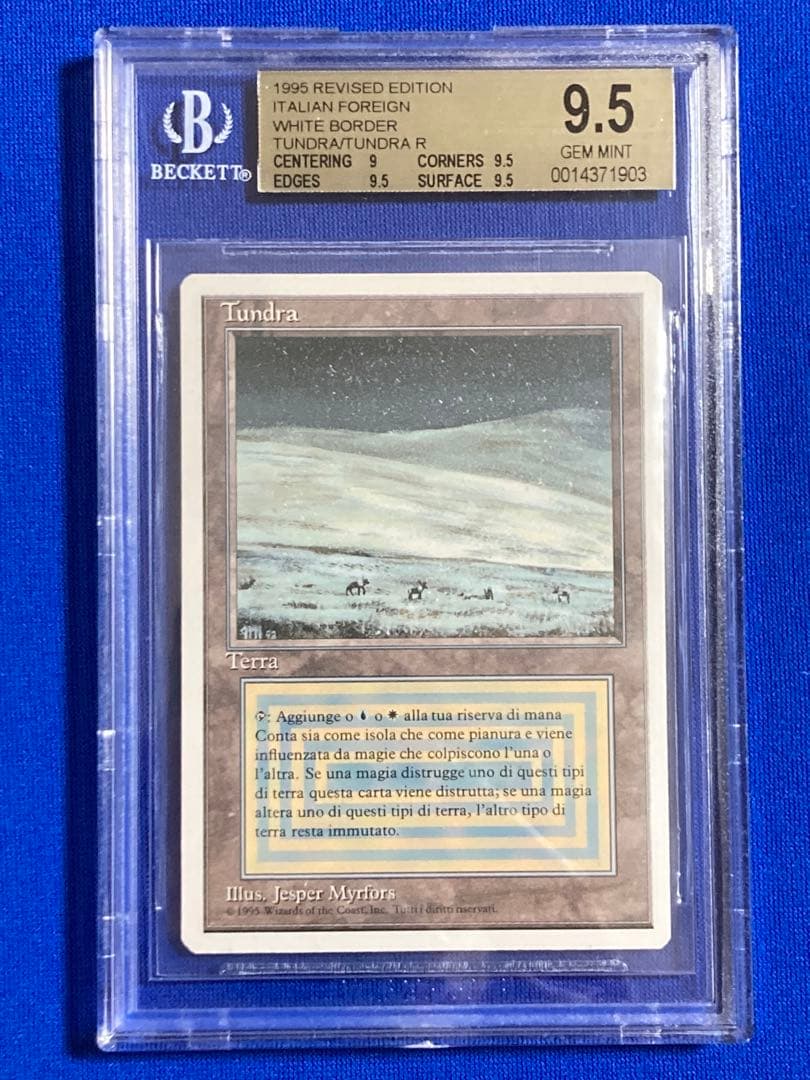 B
BECKETT®
1995 REVISED EDITION
ITALIAN FOREIGN
WHITE BORDER
TUNDRA/TUNDRA R
CENTERING 9 CORNERS 9.5
EDGES 9.5 SURFACE 9.5
9.5
GEM MINT
0014371903
Tundra
Terra
: Aggiunge o o alla tua riserva di mana
Conta sia come isola che come pianura e viene
influenzata da magie che colpiscono l'una o
l'altra. Se una magia distrugge uno di questi tipi
di terra questa carta viene distrutta; se una magia
altera uno di questi tipi di terra, l'altro tipo di
terra resta immutato.
Illus. Jesper Myrfors
© 1995 Wizards of the Coast, Inc. Tutti i diritti riservati.